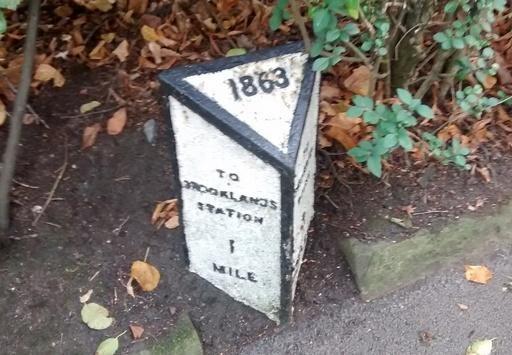 1863
TO
BROOKLANDS
STATION
1
MILE